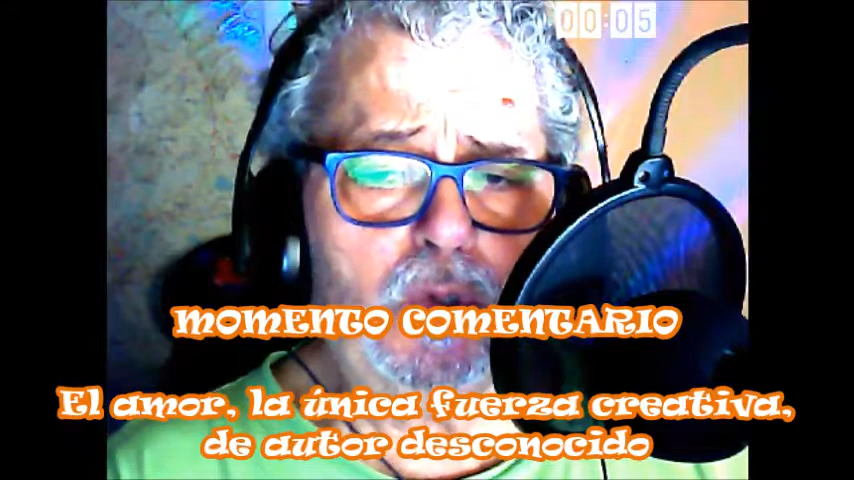 00:05
MOMENTO COMENTARIO
El amor, la única fuerza creativa,
de autor desconocido